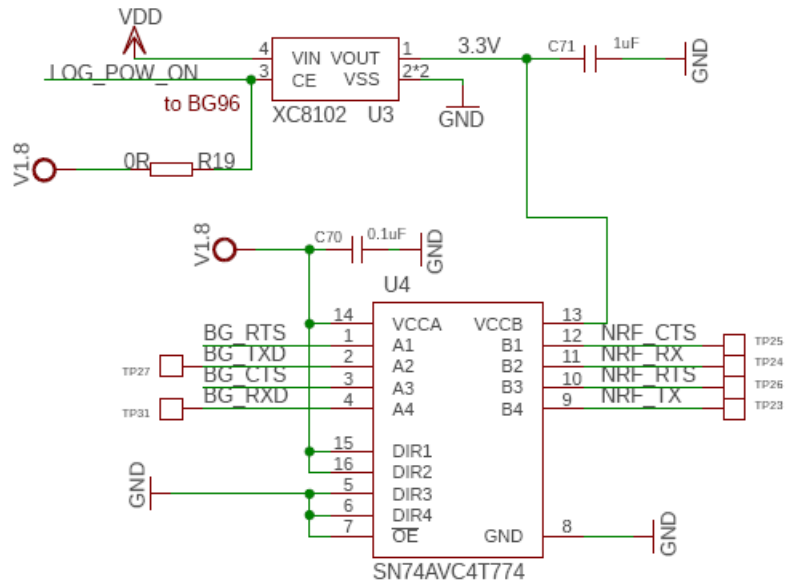 VDD
4 VIN VOUT 1 3.3V C71 1uF GND
LOG_POW_ON 3 CE VSS 2*2
to BG96 XC8102 U3 GND
V1.8 0R R19
V1.8 C70 0.1uF GND
U4
14 VCCA VCCB 13
BG_RTS 1 A1 B1 12 NRF_CTS TP25
TP27 BG_TXD 2 A2 B2 11 NRF_RX TP24
BG_CTS 3 A3 B3 10 NRF_RTS TP26
TP31 BG_RXD 4 A4 B4 9 NRF_TX TP23
15 DIR1
16 DIR2
GND 5 DIR3
6 DIR4
7 OE GND 8 GND
SN74AVC4T774